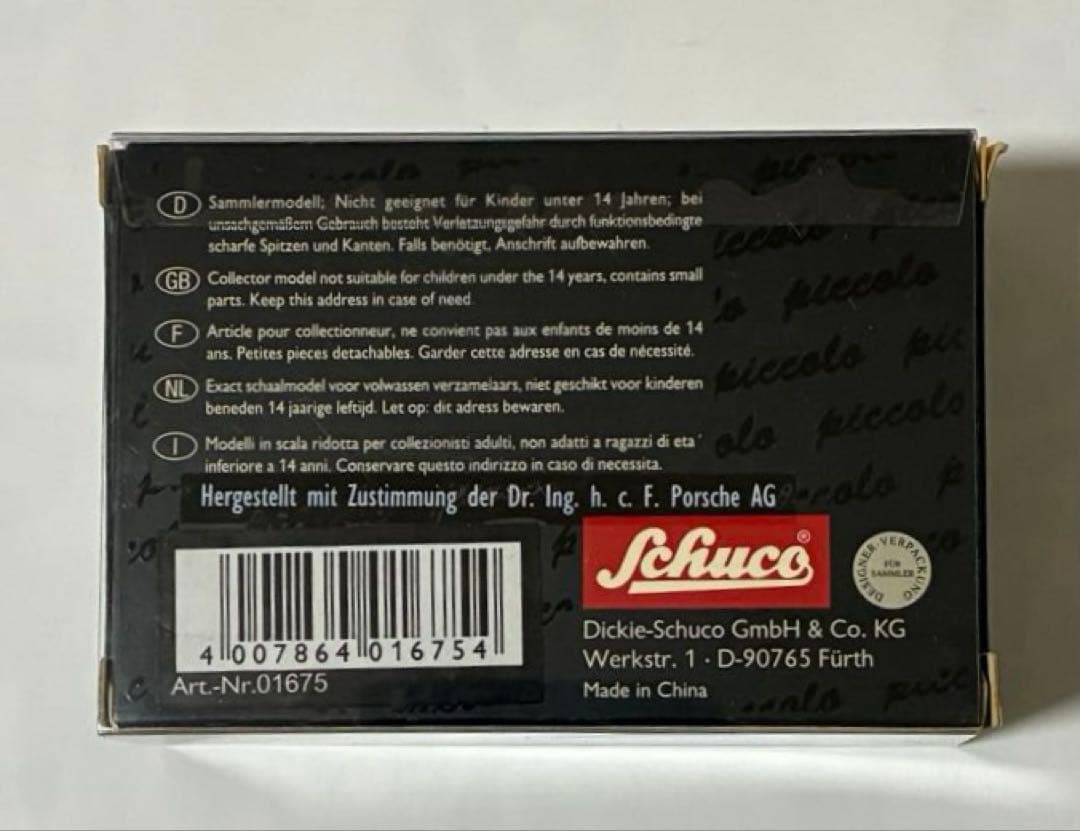 D Sammlermodell; Nicht geeignet für Kinder unter 14 Jahren; bei
unsachgemäßem Gebrauch besteht Verletzungsgefahr durch funktionsbedingte
scharfe Spitzen und Kanten. Falls benötigt, Anschrift aufbewahren.
GB Collector model not suitable for children under the 14 years, contains small
parts. Keep this address in case of need
F Article pour collectionneur, ne convient pas aux enfants de moins de 14
ans. Petites pieces detachables. Garder cette adresse en cas de nécessité.
NL Exact schaalmodel voor volwassen verzamelaars, niet geschikt voor kinderen
beneden 14 jaarige leftijd. Let op: dit adress bewaren.
I Modelli in scala ridotta per collezionisti adulti, non adatti a ragazzi di eta'
inferiore a 14 anni. Conservare questo indirizzo in caso di necessita.
Hergestellt mit Zustimmung der Dr. Ing. h. c. F. Porsche AG
Schuco®
DESIGNER-VERPACKUNG
FÜR
SAMMLER
4 007864 016754
Art.-Nr.01675
Dickie-Schuco GmbH & Co. KG
Werkstr. 1 · D-90765 Fürth
Made in China
piccolo
piccolo
piccolo